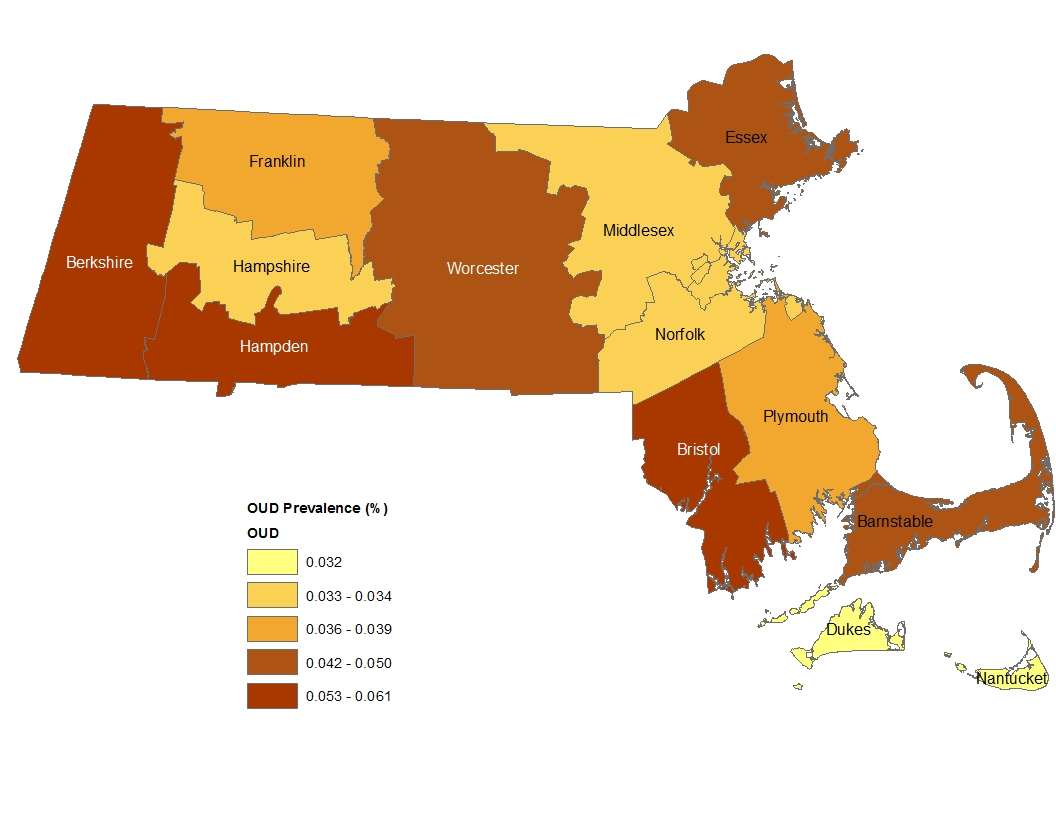 Essex
Franklin
Middlesex
Berkshire
Hampshire
Worcester
Norfolk
Hampden
Plymouth
Bristol
Barnstable
Dukes
Nantucket
OUD Prevalence (%)
OUD
0.032
0.033 - 0.034
0.036 - 0.039
0.042 - 0.050
0.053 - 0.061